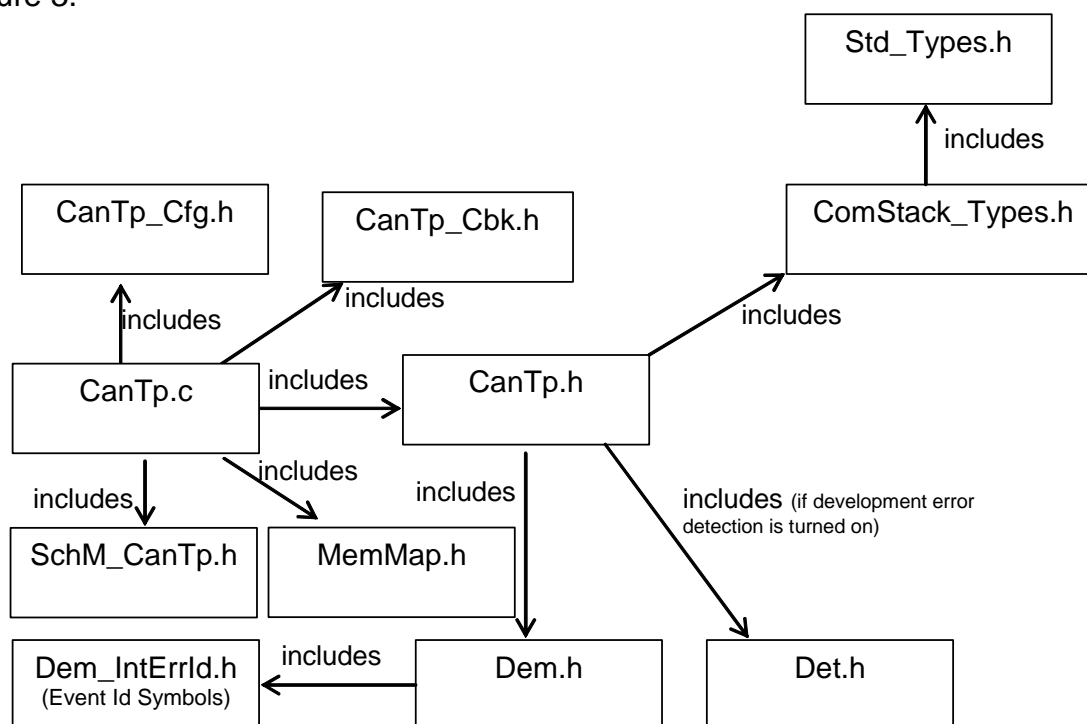 Std_Types.h
includes
CanTp_Cfg.h
CanTp_Cbk.h
ComStack_Types.h
includes
includes
includes
CanTp.c
includes
CanTp.h
includes
includes
includes
includes (if development error
detection is turned on)
SchM_CanTp.h
MemMap.h
Dem_IntErrId.h
(Event Id Symbols)
includes
Dem.h
Det.h